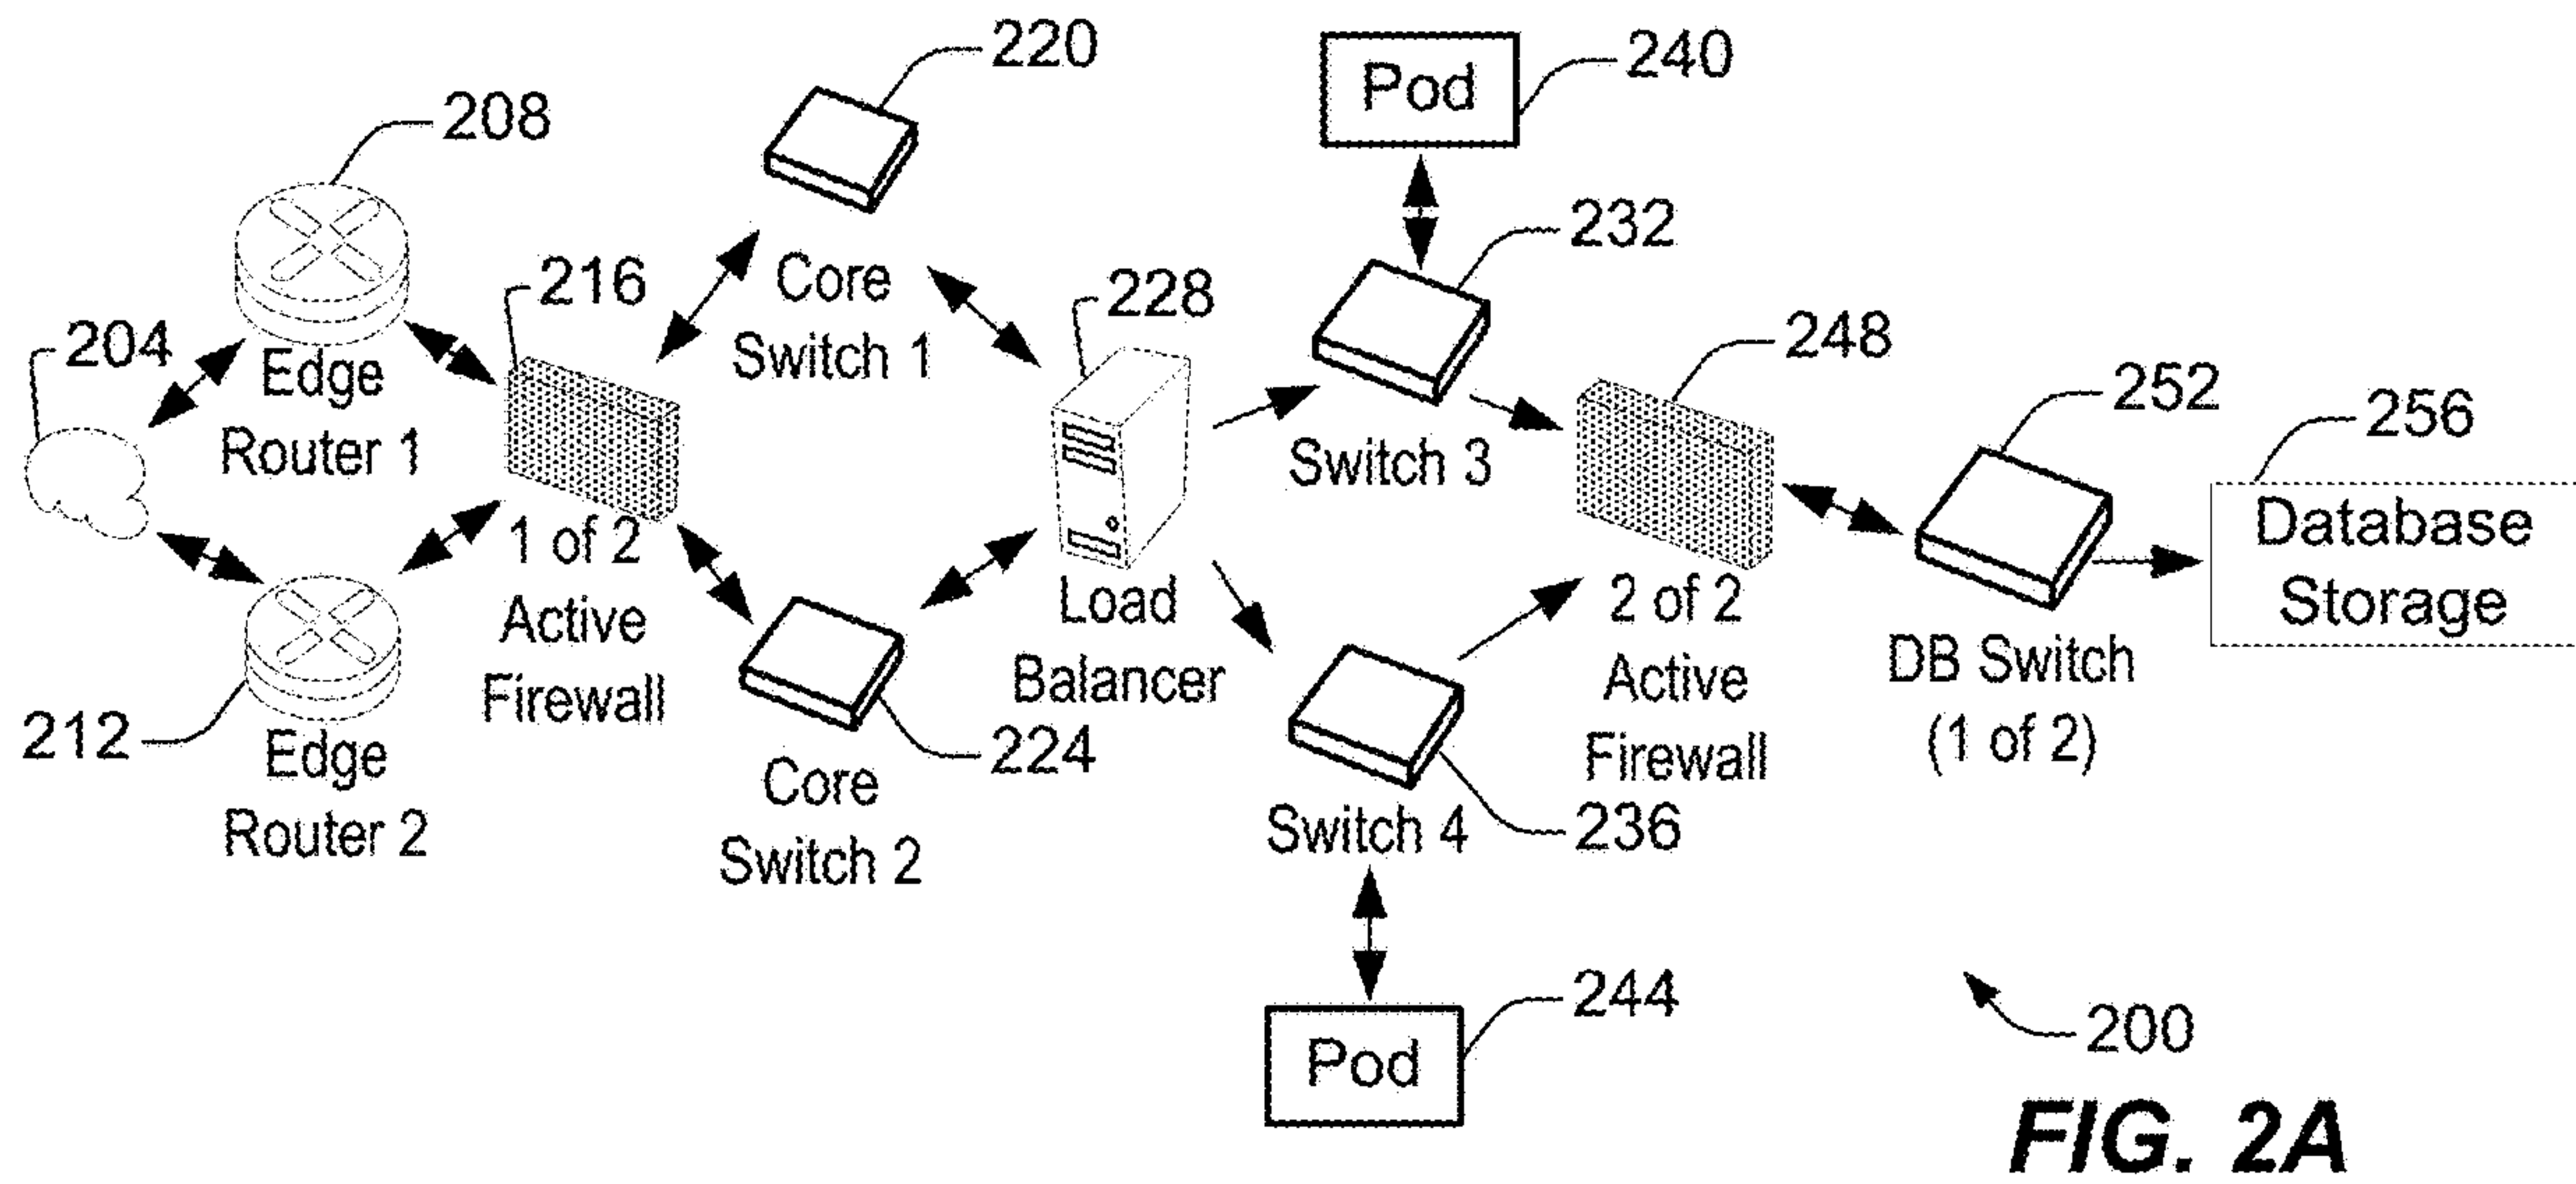 220
Pod
240
208
232
Core
Switch 1
216
228
248
204
Edge
Router 1
252
256
Switch 3
Database
Storage
1 of 2
Active
Firewall
Load
Balancer
2 of 2
Active
Firewall
DB Switch
(1 of 2)
212
Edge
Router 2
224
Core
Switch 2
Switch 4
236
Pod
244
200
FIG. 2A